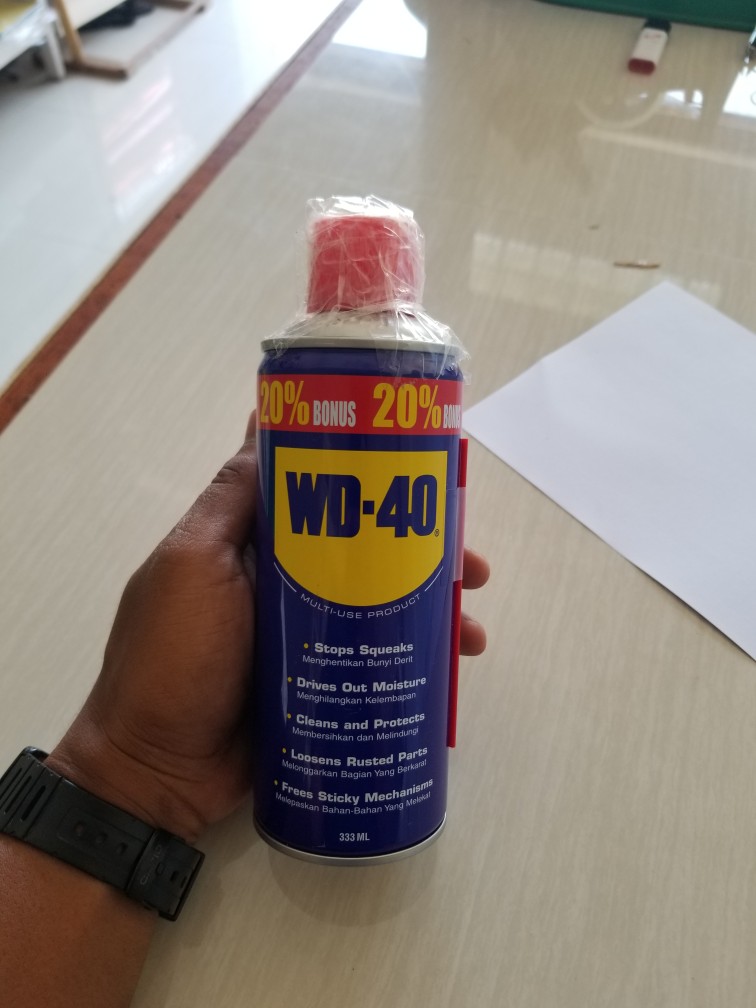 20% BONUS 20% BONUS
WD-40®
MULTI-USE PRODUCT
• Stops Squeaks
Menghentikan Bunyi Derit
• Drives Out Moisture
Menghilangkan Kelembapan
• Cleans and Protects
Membersihkan dan Melindungi
• Loosens Rusted Parts
Melonggarkan Bagian Yang Berkarat
• Frees Sticky Mechanisms
Melepaskan Bahan-Bahan Yang Melekat
333 ML